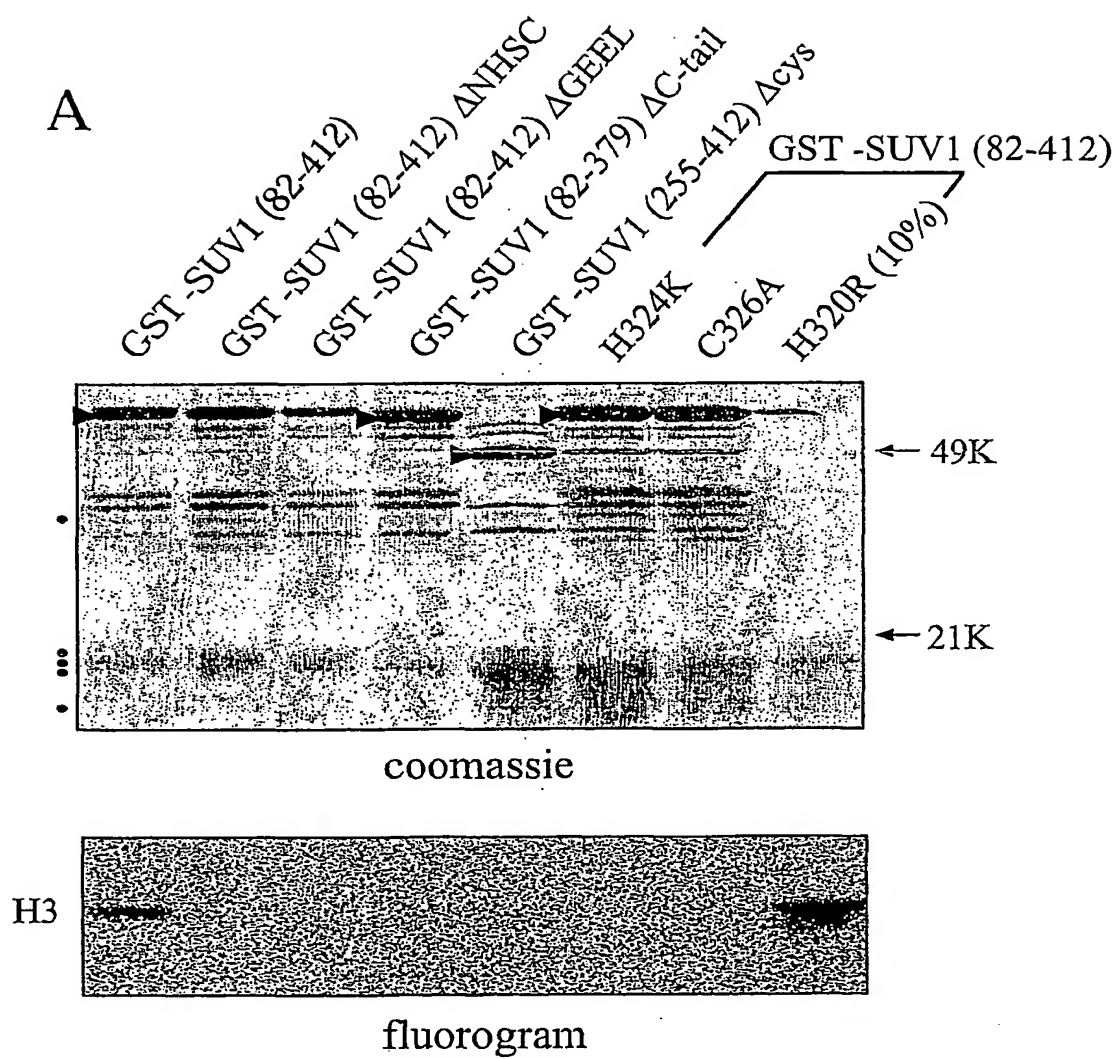 A
GST -SUV1 (82-412)
GST -SUV1 (82-412) ΔNHSC
GST -SUV1 (82-412) ΔGEEL
GST -SUV1 (82-379) ΔC-tail
GST -SUV1 (255-412) Δcys
GST -SUV1 (82-412)
H324K
C326A
H320R (10%)
49K
21K
coomassie
H3
fluorogram